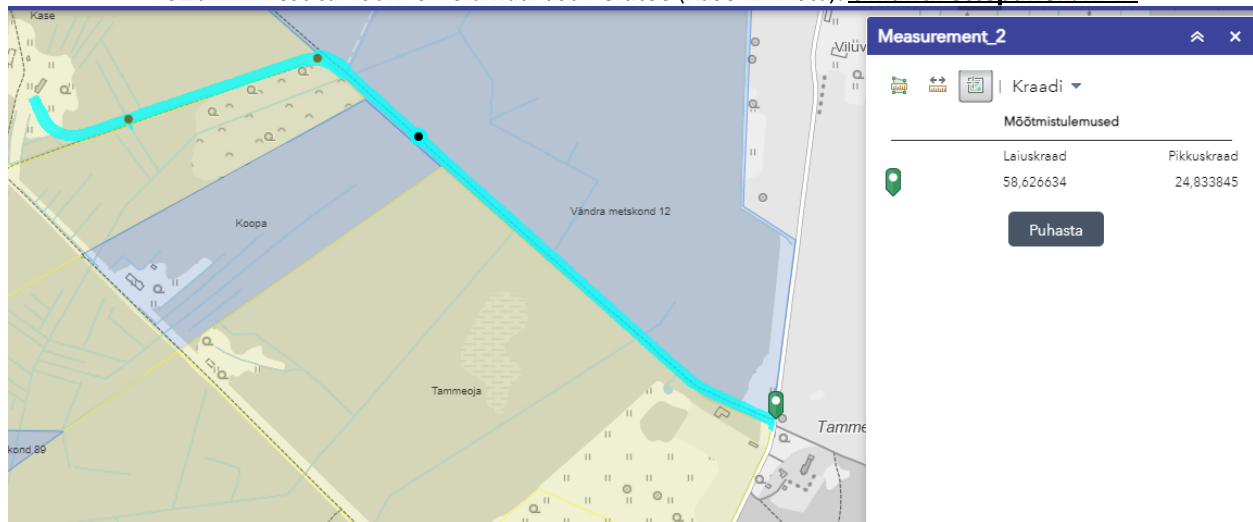 Kase
Vilüv
Koopa
Vändra metskond 12
Tammeoja
Tamme
kond 89
Measurement_2
Kraadi
Mõõtmistulemused
Laiuskraad Pikkuskraad
58,626634 24,833845
Puhasta